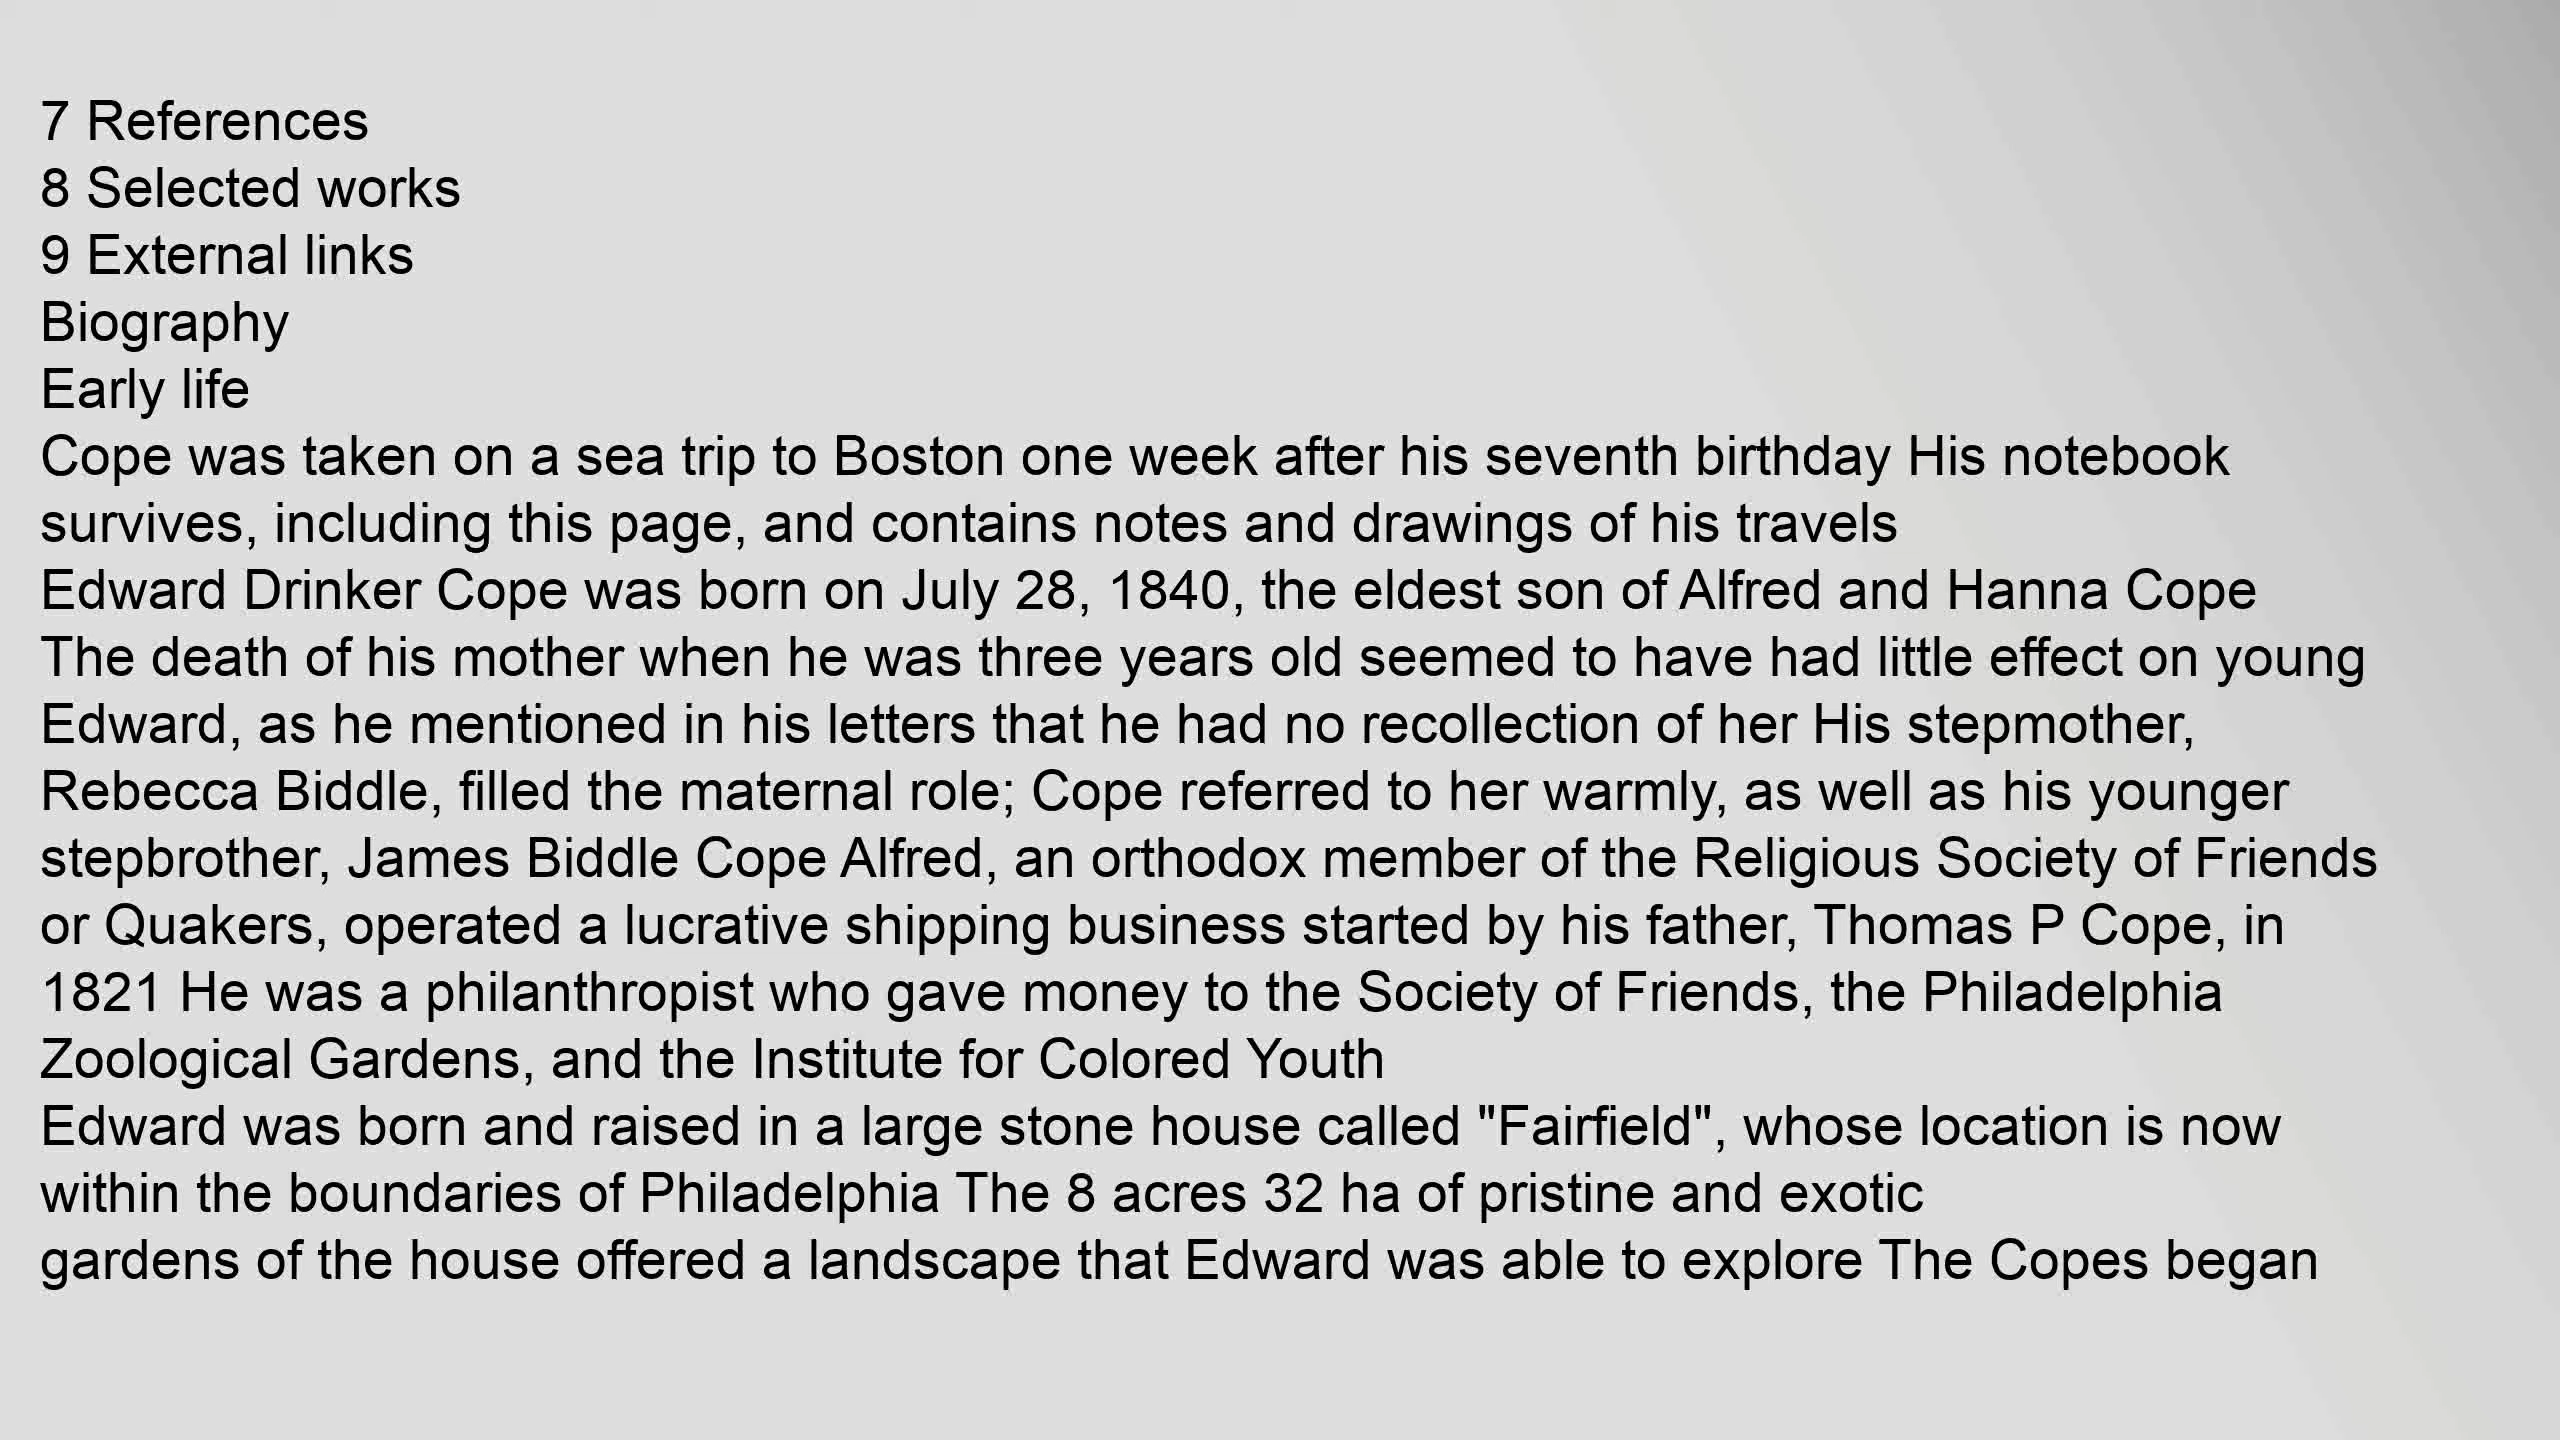 7 References
8 Selected works
9 External links
Biography
Early life
Cope was taken on a sea trip to Boston one week after his seventh birthday His notebook
survives, including this page, and contains notes and drawings of his travels
Edward Drinker Cope was born on July 28, 1840, the eldest son of Alfred and Hanna Cope
The death of his mother when he was three years old seemed to have had little effect on young
Edward, as he mentioned in his letters that he had no recollection of her His stepmother,
Rebecca Biddle, filled the maternal role; Cope referred to her warmly, as well as his younger
stepbrother, James Biddle Cope Alfred, an orthodox member of the Religious Society of Friends
or Quakers, operated a lucrative shipping business started by his father, Thomas P Cope, in
1821 He was a philanthropist who gave money to the Society of Friends, the Philadelphia
Zoological Gardens, and the Institute for Colored Youth
Edward was born and raised in a large stone house called "Fairfield", whose location is now
within the boundaries of Philadelphia The 8 acres 32 ha of pristine and exotic
gardens of the house offered a landscape that Edward was able to explore The Copes began